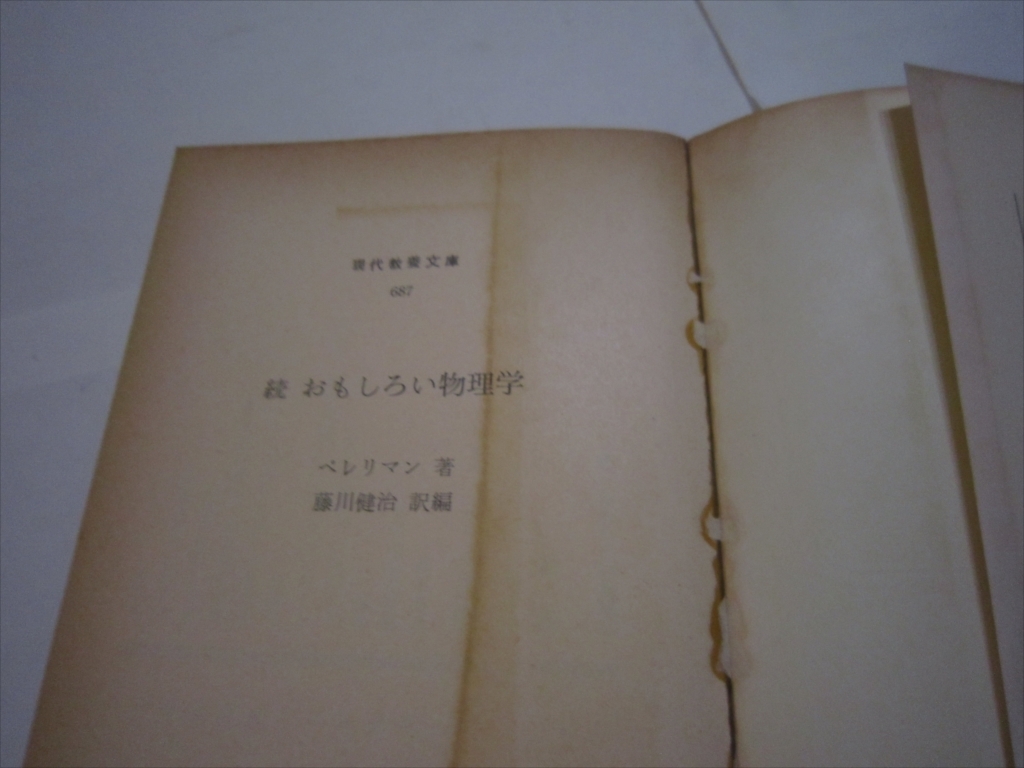 現代教養文庫
687
続 おもしろい物理学
ペレリマン 著
藤川健治 訳編